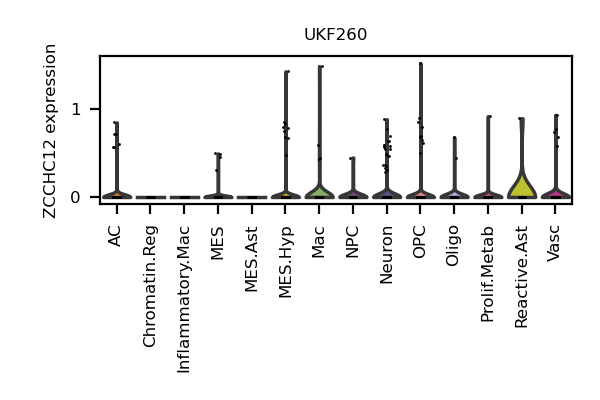 UKF260
ZCCHC12 expression
1
0
AC
Chromatin.Reg
Inflammatory.Mac
MES
MES.Ast
MES.Hyp
Mac
NPC
Neuron
OPC
Oligo
Prolif.Metab
Reactive.Ast
Vasc